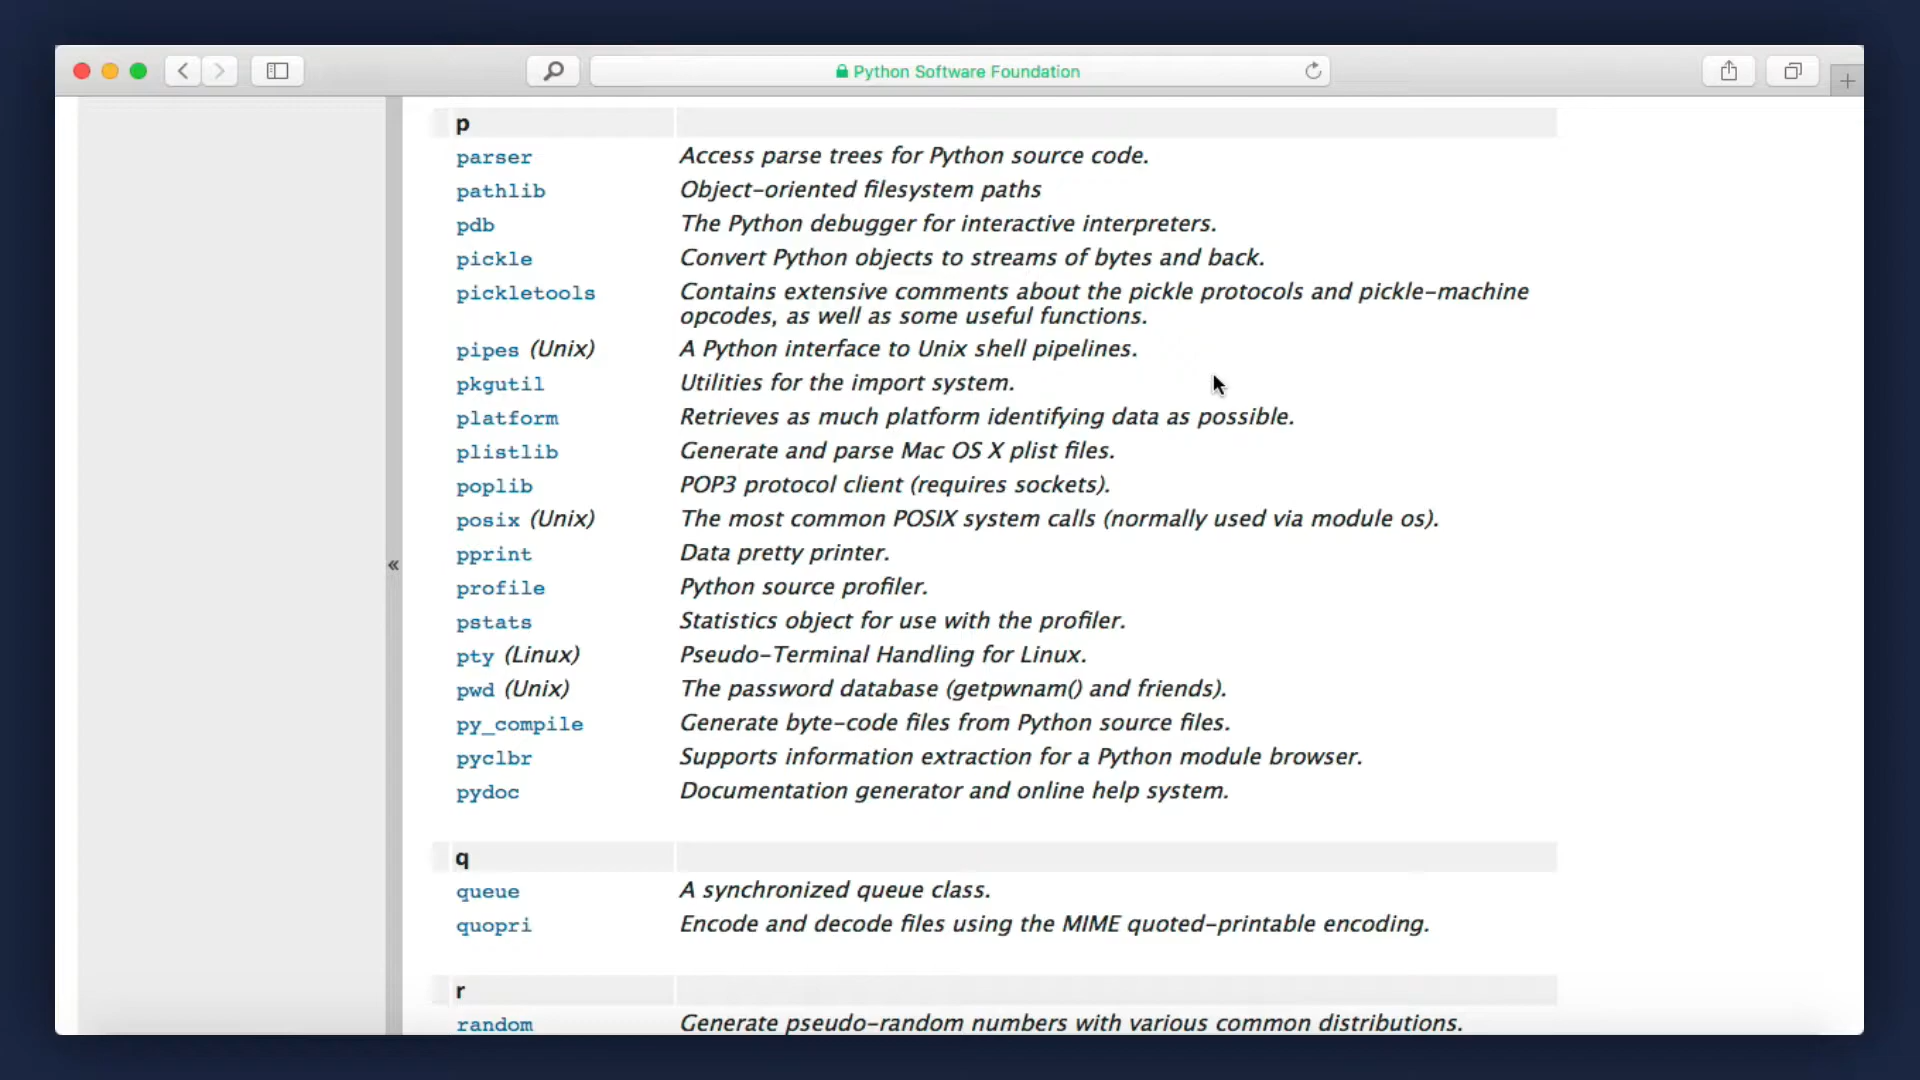 Python Software Foundation
p
parser Access parse trees for Python source code.
pathlib Object-oriented filesystem paths
pdb The Python debugger for interactive interpreters.
pickle Convert Python objects to streams of bytes and back.
pickletools Contains extensive comments about the pickle protocols and pickle-machine
opcodes, as well as some useful functions.
pipes (Unix) A Python interface to Unix shell pipelines.
pkgutil Utilities for the import system.
platform Retrieves as much platform identifying data as possible.
plistlib Generate and parse Mac OS X plist files.
poplib POP3 protocol client (requires sockets).
posix (Unix) The most common POSIX system calls (normally used via module os).
pprint Data pretty printer.
profile Python source profiler.
pstats Statistics object for use with the profiler.
pty (Linux) Pseudo-Terminal Handling for Linux.
pwd (Unix) The password database (getpwnam() and friends).
py_compile Generate byte-code files from Python source files.
pyclbr Supports information extraction for a Python module browser.
pydoc Documentation generator and online help system.
«
q
queue A synchronized queue class.
quopri Encode and decode files using the MIME quoted-printable encoding.
r
random Generate pseudo-random numbers with various common distributions.